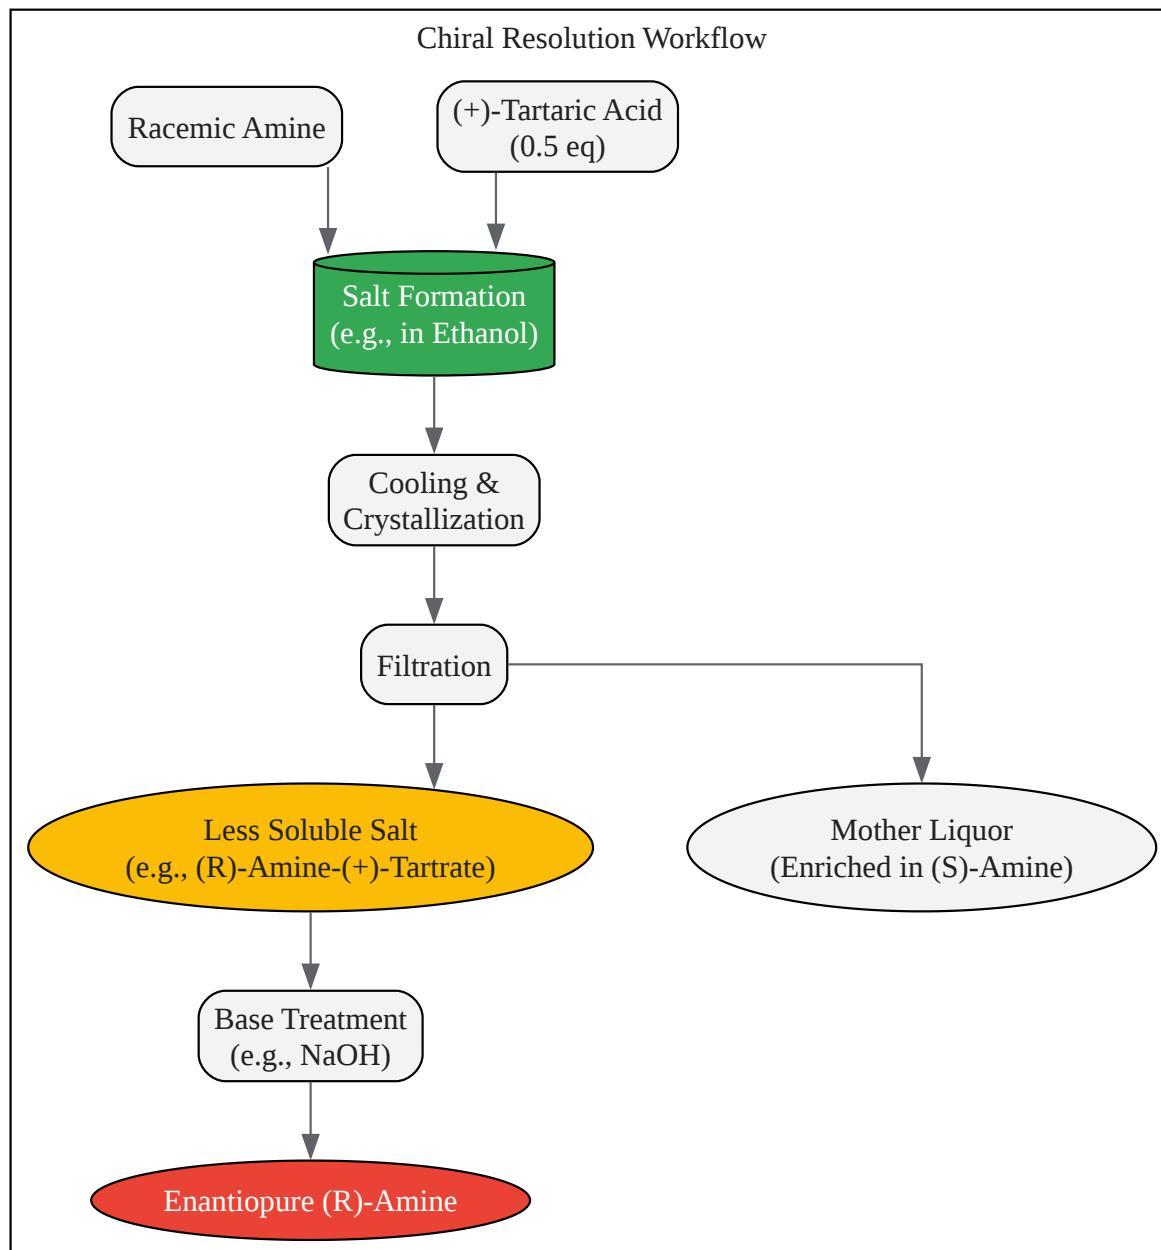 Chiral Resolution Workflow
Racemic Amine
(+)-Tartaric Acid
(0.5 eq)
Salt Formation
(e.g., in Ethanol)
Cooling &
Crystallization
Filtration
Less Soluble Salt
(e.g., (R)-Amine-(+)-Tartrate)
Mother Liquor
(Enriched in (S)-Amine)
Base Treatment
(e.g., NaOH)
Enantiopure (R)-Amine